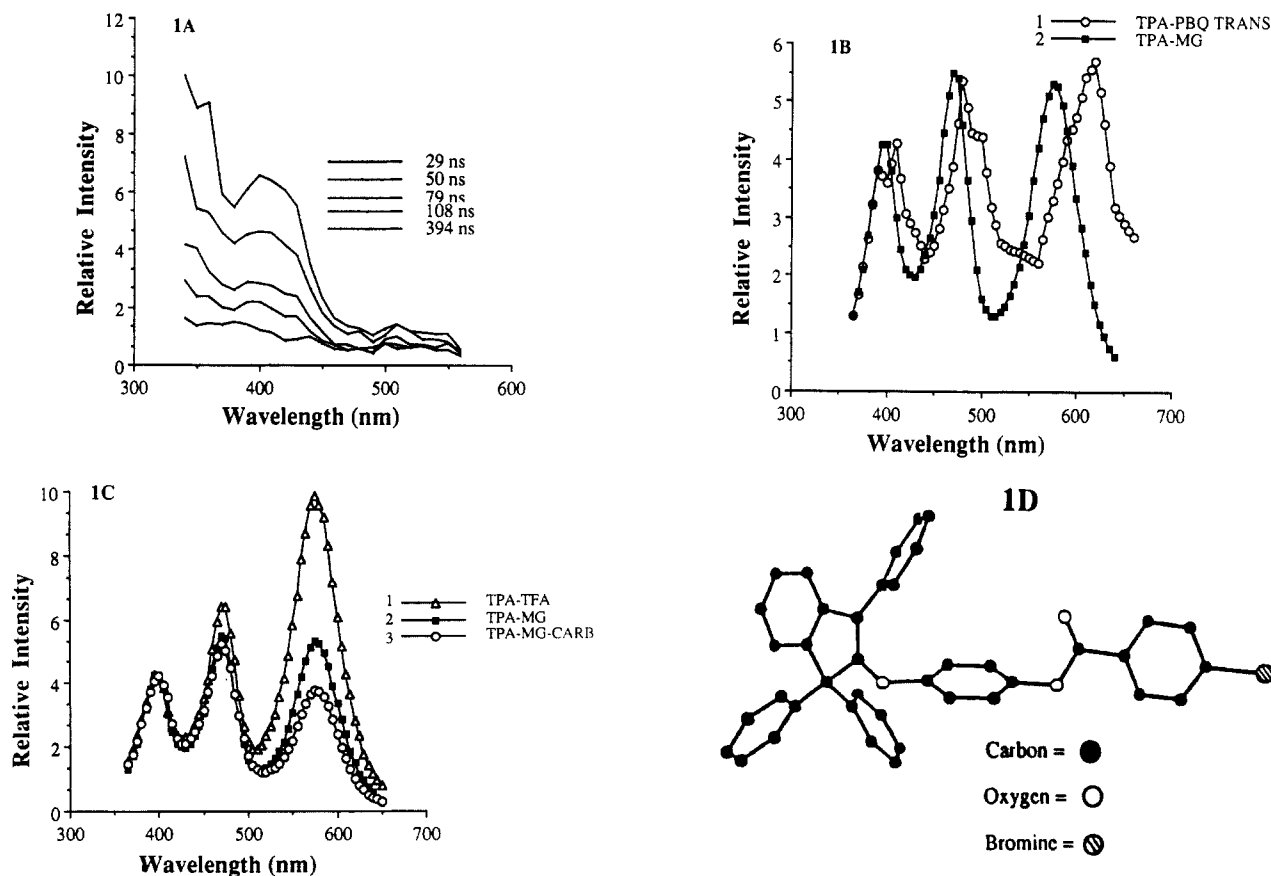 1A
12
10
8
6
4
2
0
300
400
500
600
Relative Intensity
Wavelength (nm)
29 ns
50 ns
79 ns
108 ns
394 ns
1B
1 TPA-PBQ TRANS
2 TPA-MG
6
5
4
3
2
1
0
300
400
500
600
700
Relative Intensity
Wavelength (nm)
1C
10
8
6
4
2
0
300
400
500
600
700
Relative Intensity
Wavelength (nm)
1 TPA-TFA
2 TPA-MG
3 TPA-MG-CARB
1D
Carbon =
Oxygen =
Bromine =